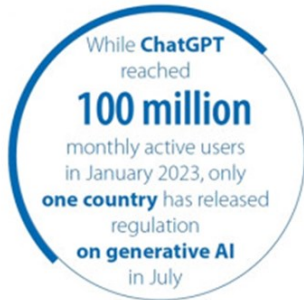 While ChatGPT
reached
100 million
monthly active users
in January 2023, only
one country has released
regulation
on generative AI
in July